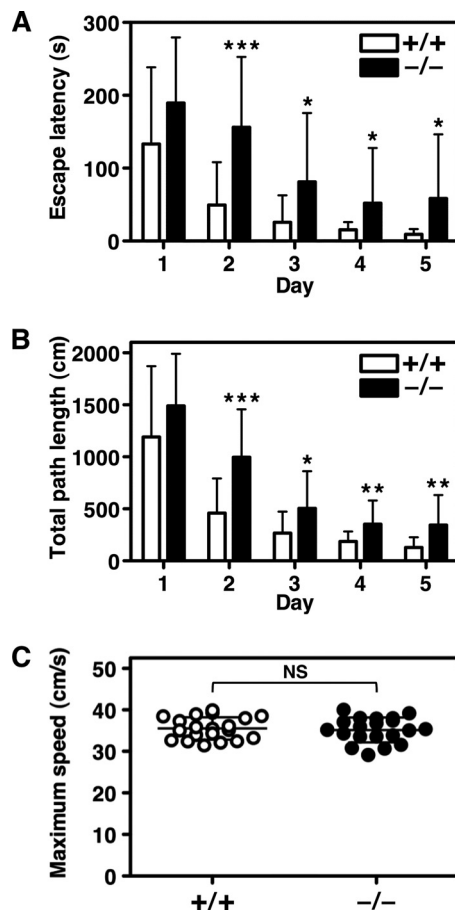 A
Escape latency (s)
300
200
100
0
+/+
−/−
***
*
*
*
1 2 3 4 5
Day
B
Total path length (cm)
2000
1500
1000
500
0
+/+
−/−
***
*
**
**
1 2 3 4 5
Day
C
Maximum speed (cm/s)
50
40
30
20
10
0
NS
+/+ −/−